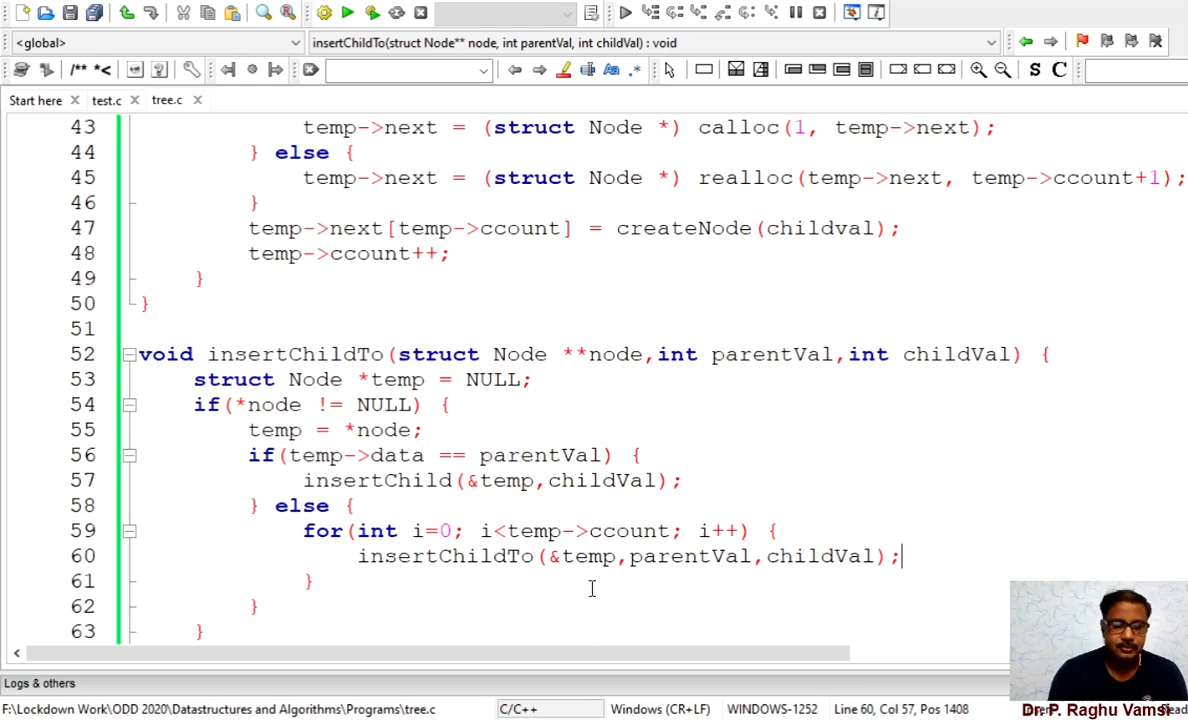 <global>
insertChildTo(struct Node** node, int parentVal, int childVal) : void
/** *<
S C
Start here test.c tree.c
43 temp->next = (struct Node *) calloc(1, temp->next);
44 } else {
45 temp->next = (struct Node *) realloc(temp->next, temp->ccount+1);
46 }
47 temp->next[temp->ccount] = createNode(childval);
48 temp->ccount++;
49 }
50 }
51
52 void insertChildTo(struct Node **node,int parentVal,int childVal) {
53 struct Node *temp = NULL;
54 if(*node != NULL) {
55 temp = *node;
56 if(temp->data == parentVal) {
57 insertChild(&temp,childVal);
58 } else {
59 for(int i=0; i<temp->ccount; i++) {
60 insertChildTo(&temp,parentVal,childVal);
61 }
62 }
63 }
Logs & others
F:\Lockdown Work\ODD 2020\Datastructures and Algorithms\Programs\tree.c C/C++ Windows (CR+LF) WINDOWS-1252 Line 60, Col 57, Pos 1408
Dr. P. Raghu Vamsi